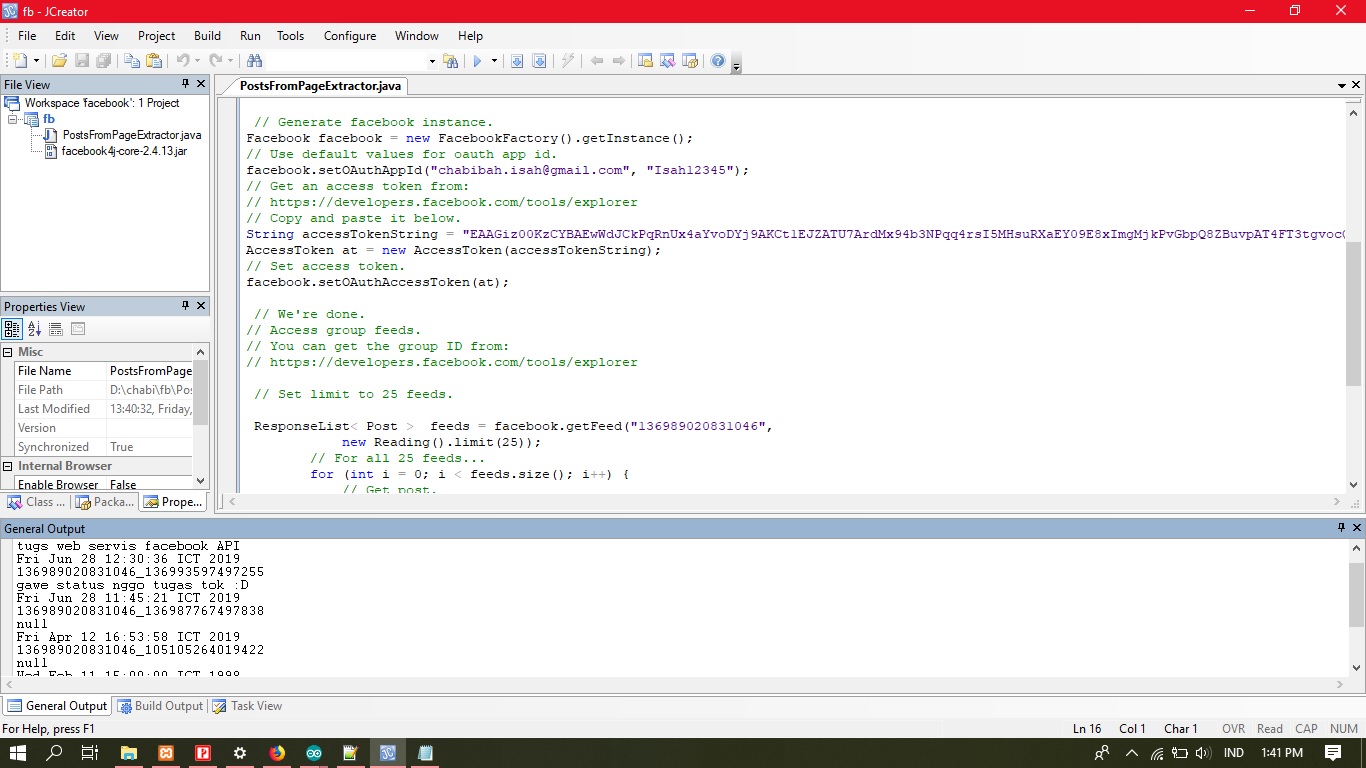 fb - JCreator
File Edit View Project Build Run Tools Configure Window Help
File View
Workspace 'facebook': 1 Project
fb
PostsFromPageExtractor.java
facebook4j-core-2.4.13.jar
Properties View
Misc
File Name PostsFromPage
File Path D:\chabi\fb\Po
Last Modified 13:40:32, Friday,
Version
Synchronized True
Internal Browser
Enable Browser False
Class ... Packa... Prope...
PostsFromPageExtractor.java
// Generate facebook instance.
Facebook facebook = new FacebookFactory().getInstance();
// Use default values for oauth app id.
facebook.setOAuthAppId("chabibah.isah@gmail.com", "Isah12345");
// Get an access token from:
// https://developers.facebook.com/tools/explorer
// Copy and paste it below.
String accessTokenString =
AccessToken at = new AccessToken(accessTokenString);
// Set access token.
facebook.setOAuthAccessToken(at);
// We're done.
// Access group feeds.
// You can get the group ID from:
// https://developers.facebook.com/tools/explorer
// Set limit to 25 feeds.
ResponseList< Post > feeds = facebook.getFeed("136989020831046",
new Reading().limit(25));
// For all 25 feeds...
for (int i = 0; i < feeds.size(); i++) {
// Get post.
General Output
tugs web servis facebook API
Fri Jun 28 12:30:36 ICT 2019
136989020831046_136993597497255
gawe status nggo tugas tok :D
Fri Jun 28 11:45:21 ICT 2019
136989020831046_136987767497838
null
Fri Apr 12 16:53:58 ICT 2019
136989020831046_105105264019422
null
Wed Feb 11 15:00:00 ICT 1998
General Output Build Output Task View
For Help, press F1
Ln 16 Col 1 Char 1 OVR Read CAP NUM
IND 1:41 PM